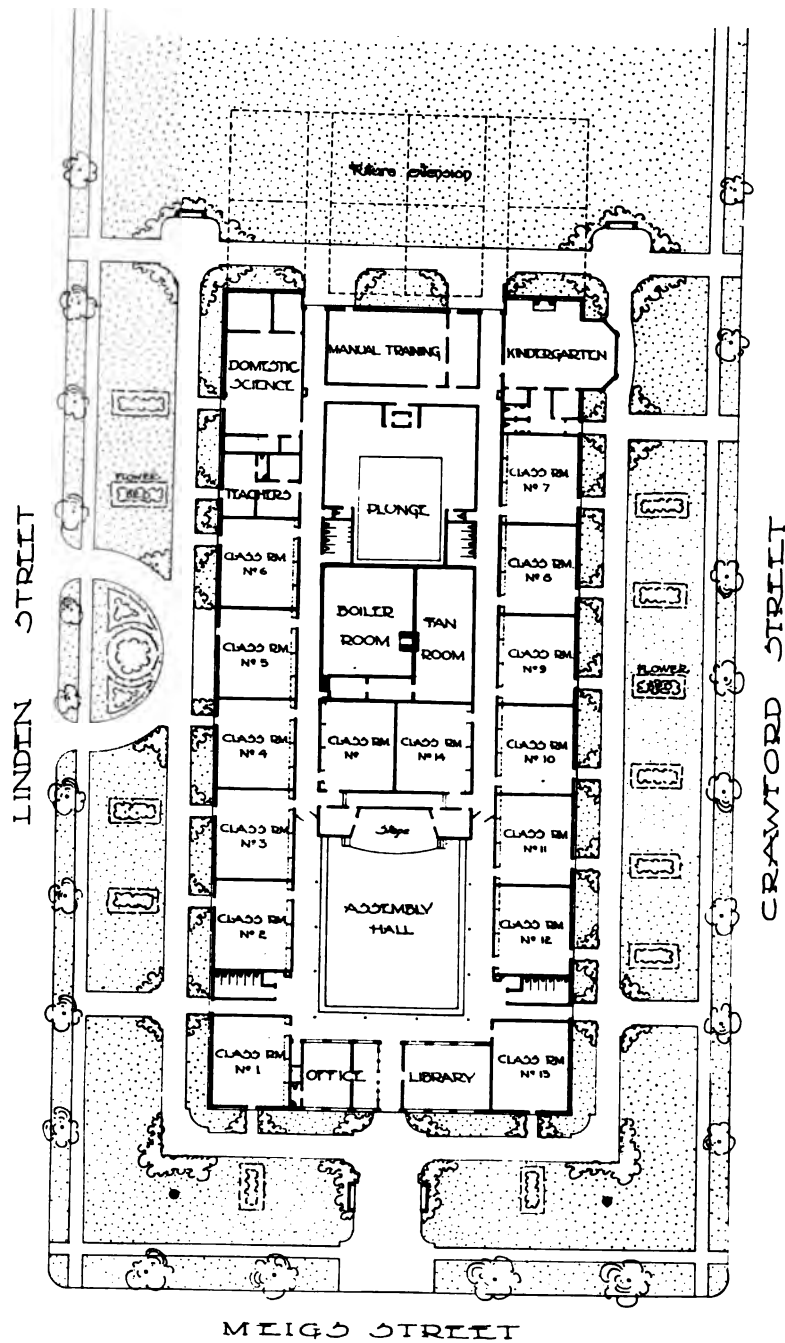 Future extension
MANUAL TRAINING
KINDERGARTEN
DOMESTIC
SCIENCE
CLASS RM
Nº 7
FLOWER
BED
TEACHERS
PLUNGE
LINDEN STREET
CRAWFORD STREET
CLASS RM
Nº 6
CLASS RM
Nº 8
BOILER
ROOM
FAN
ROOM
CLASS RM
Nº 5
CLASS RM
Nº 9
FLOWER
BED
CLASS RM
Nº 4
CLASS RM
Nº
CLASS RM
Nº 14
CLASS RM
Nº 10
Stage
CLASS RM
Nº 3
CLASS RM
Nº 11
ASSEMBLY
HALL
CLASS RM
Nº 2
CLASS RM
Nº 12
CLASS RM
Nº 1
OFFICE
LIBRARY
CLASS RM
Nº 13
MEIGS STREET